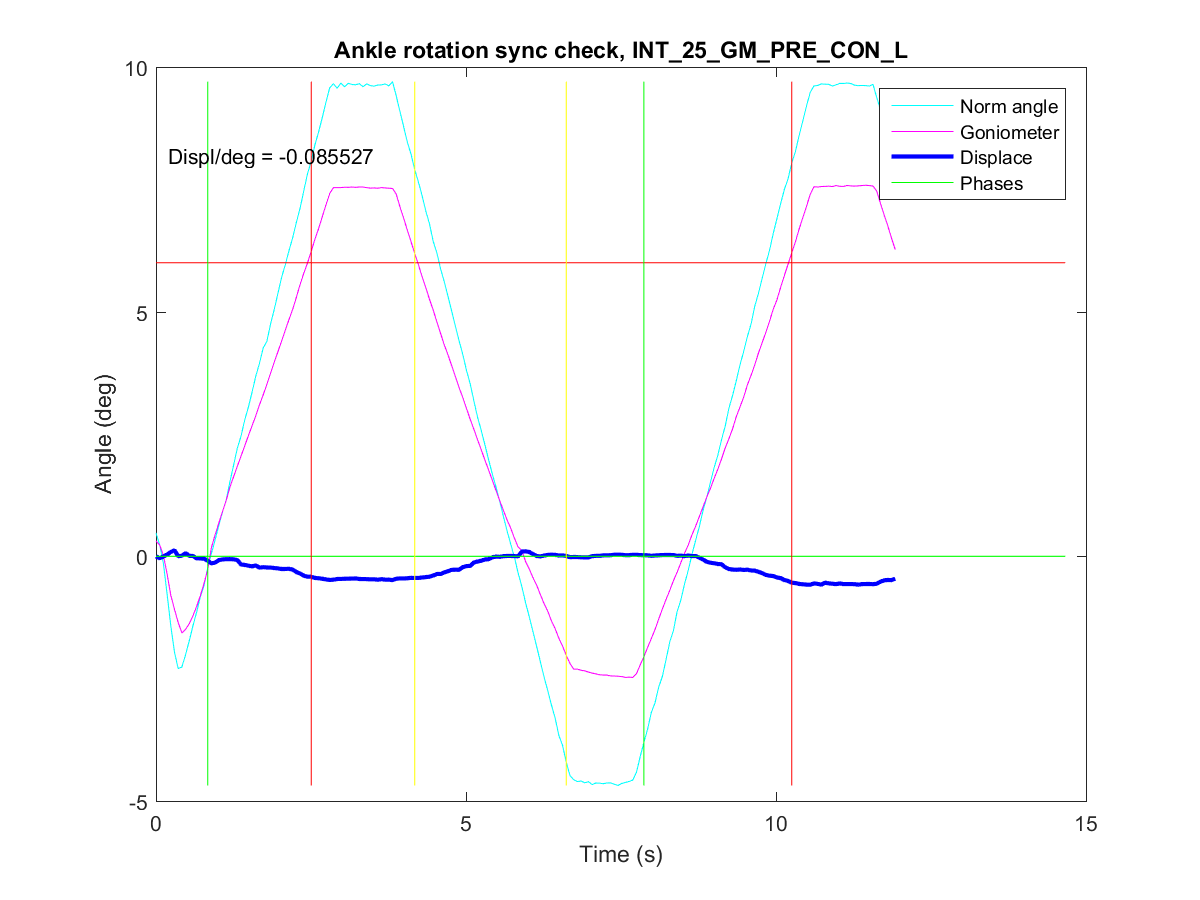 Ankle rotation sync check, INT_25_GM_PRE_CON_L
10
Norm angle
Goniometer
Displace
Phases
Displ/deg = -0.085527
5
Angle (deg)
0
-5
0
5
10
15
Time (s)